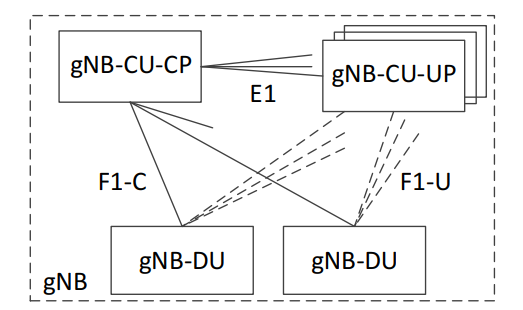 gNB-CU-CP
gNB-CU-UP
E1
F1-C
F1-U
gNB-DU
gNB-DU
gNB